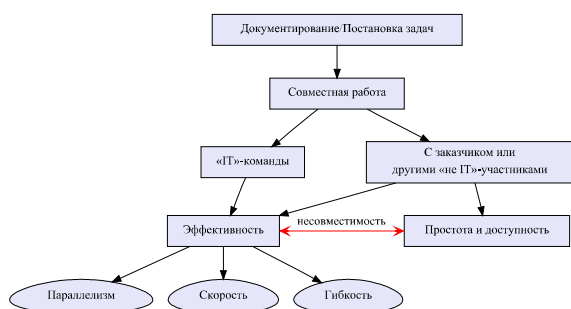 Документирование/Постановка задач
Совместная работа
«IT»-команды
С заказчиком или
другими «не IT»-участниками
несовместимость
Эффективность
Простота и доступность
Параллелизм
Скорость
Гибкость